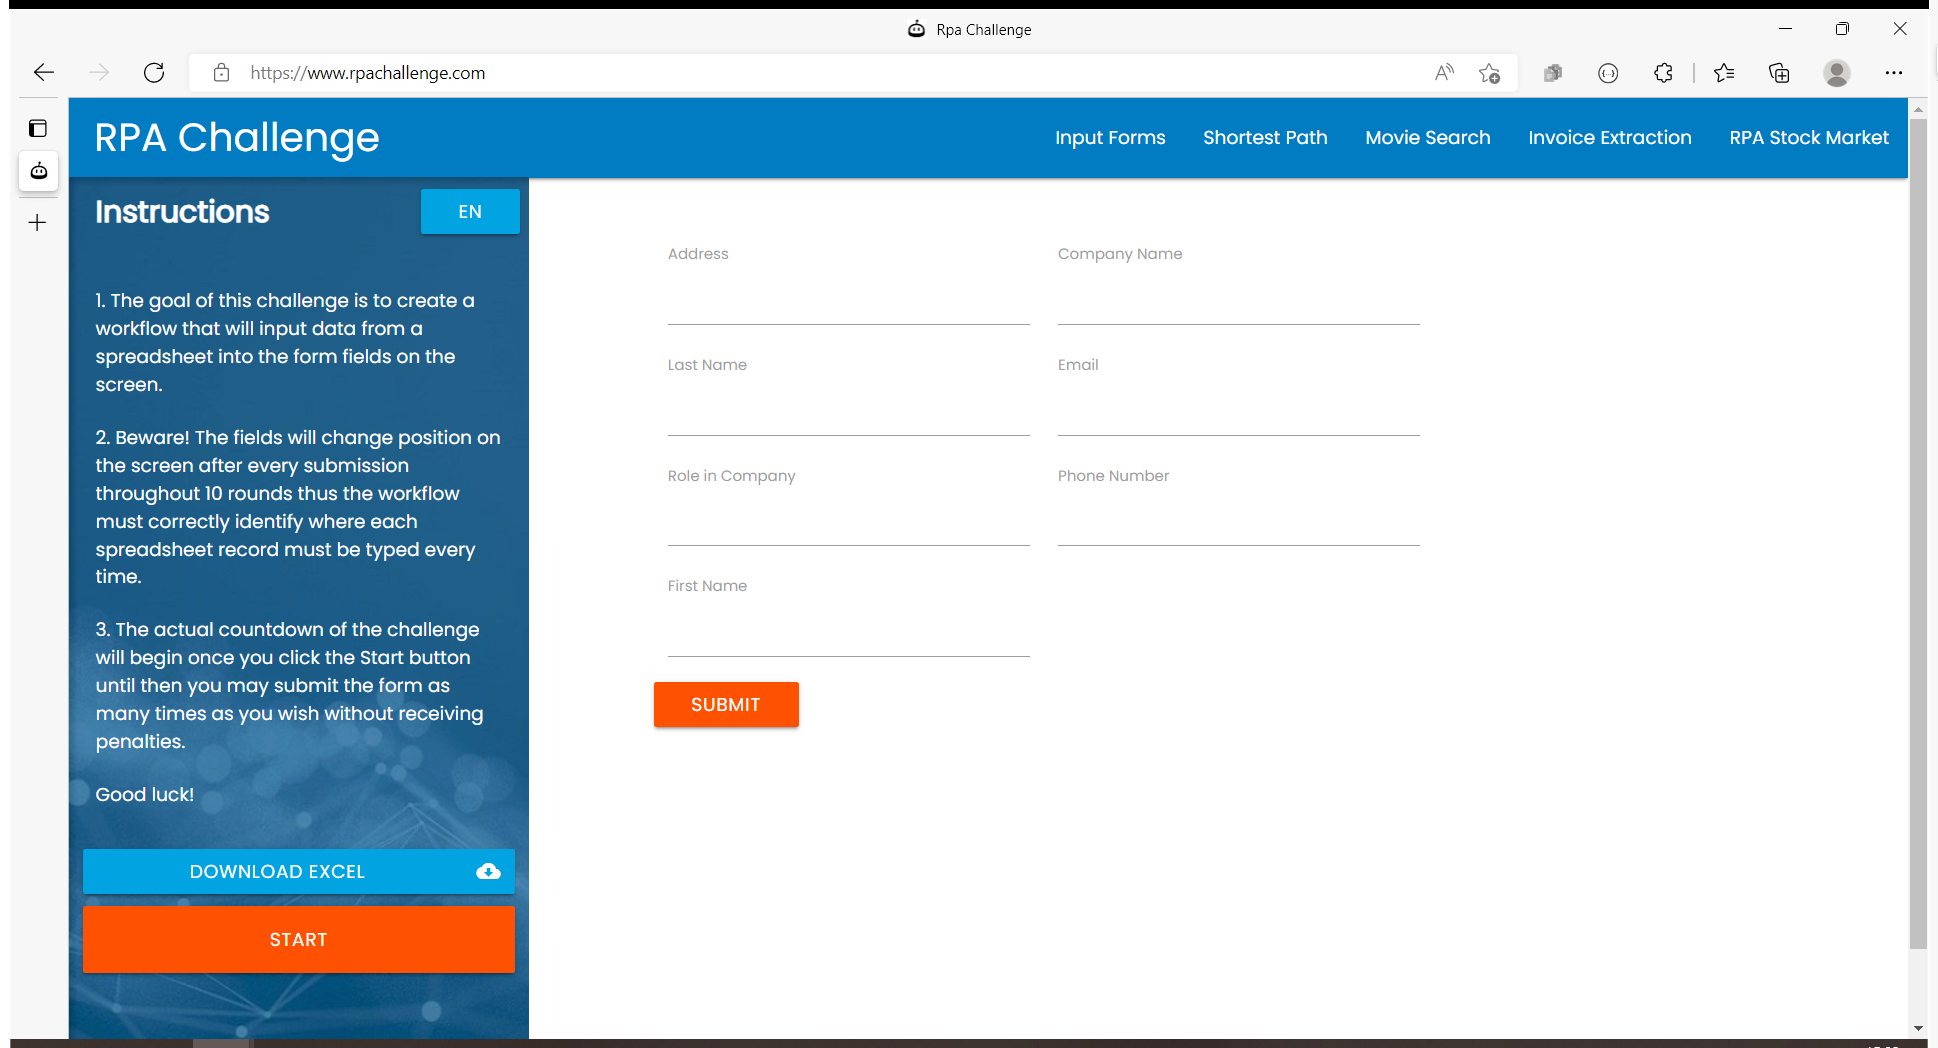 Rpa Challenge
https://www.rpachallenge.com
RPA Challenge
Input Forms
Shortest Path
Movie Search
Invoice Extraction
RPA Stock Market
Instructions
EN
1. The goal of this challenge is to create a
workflow that will input data from a
spreadsheet into the form fields on the
screen.
2. Beware! The fields will change position on
the screen after every submission
throughout 10 rounds thus the workflow
must correctly identify where each
spreadsheet record must be typed every
time.
3. The actual countdown of the challenge
will begin once you click the Start button
until then you may submit the form as
many times as you wish without receiving
penalties.
Good luck!
DOWNLOAD EXCEL
START
Address
Company Name
Last Name
Email
Role in Company
Phone Number
First Name
SUBMIT